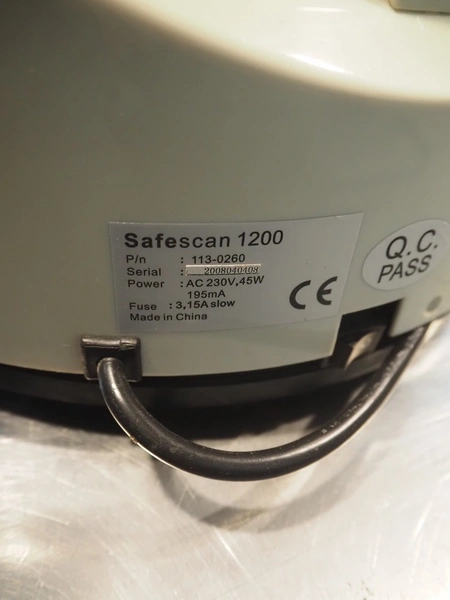 Safescan 1200
P/n : 113-0260
Serial : 2008040408
Power : AC 230V,45W
195mA
Fuse : 3,15A slow
Made in China
CE
Q.C.
PASS